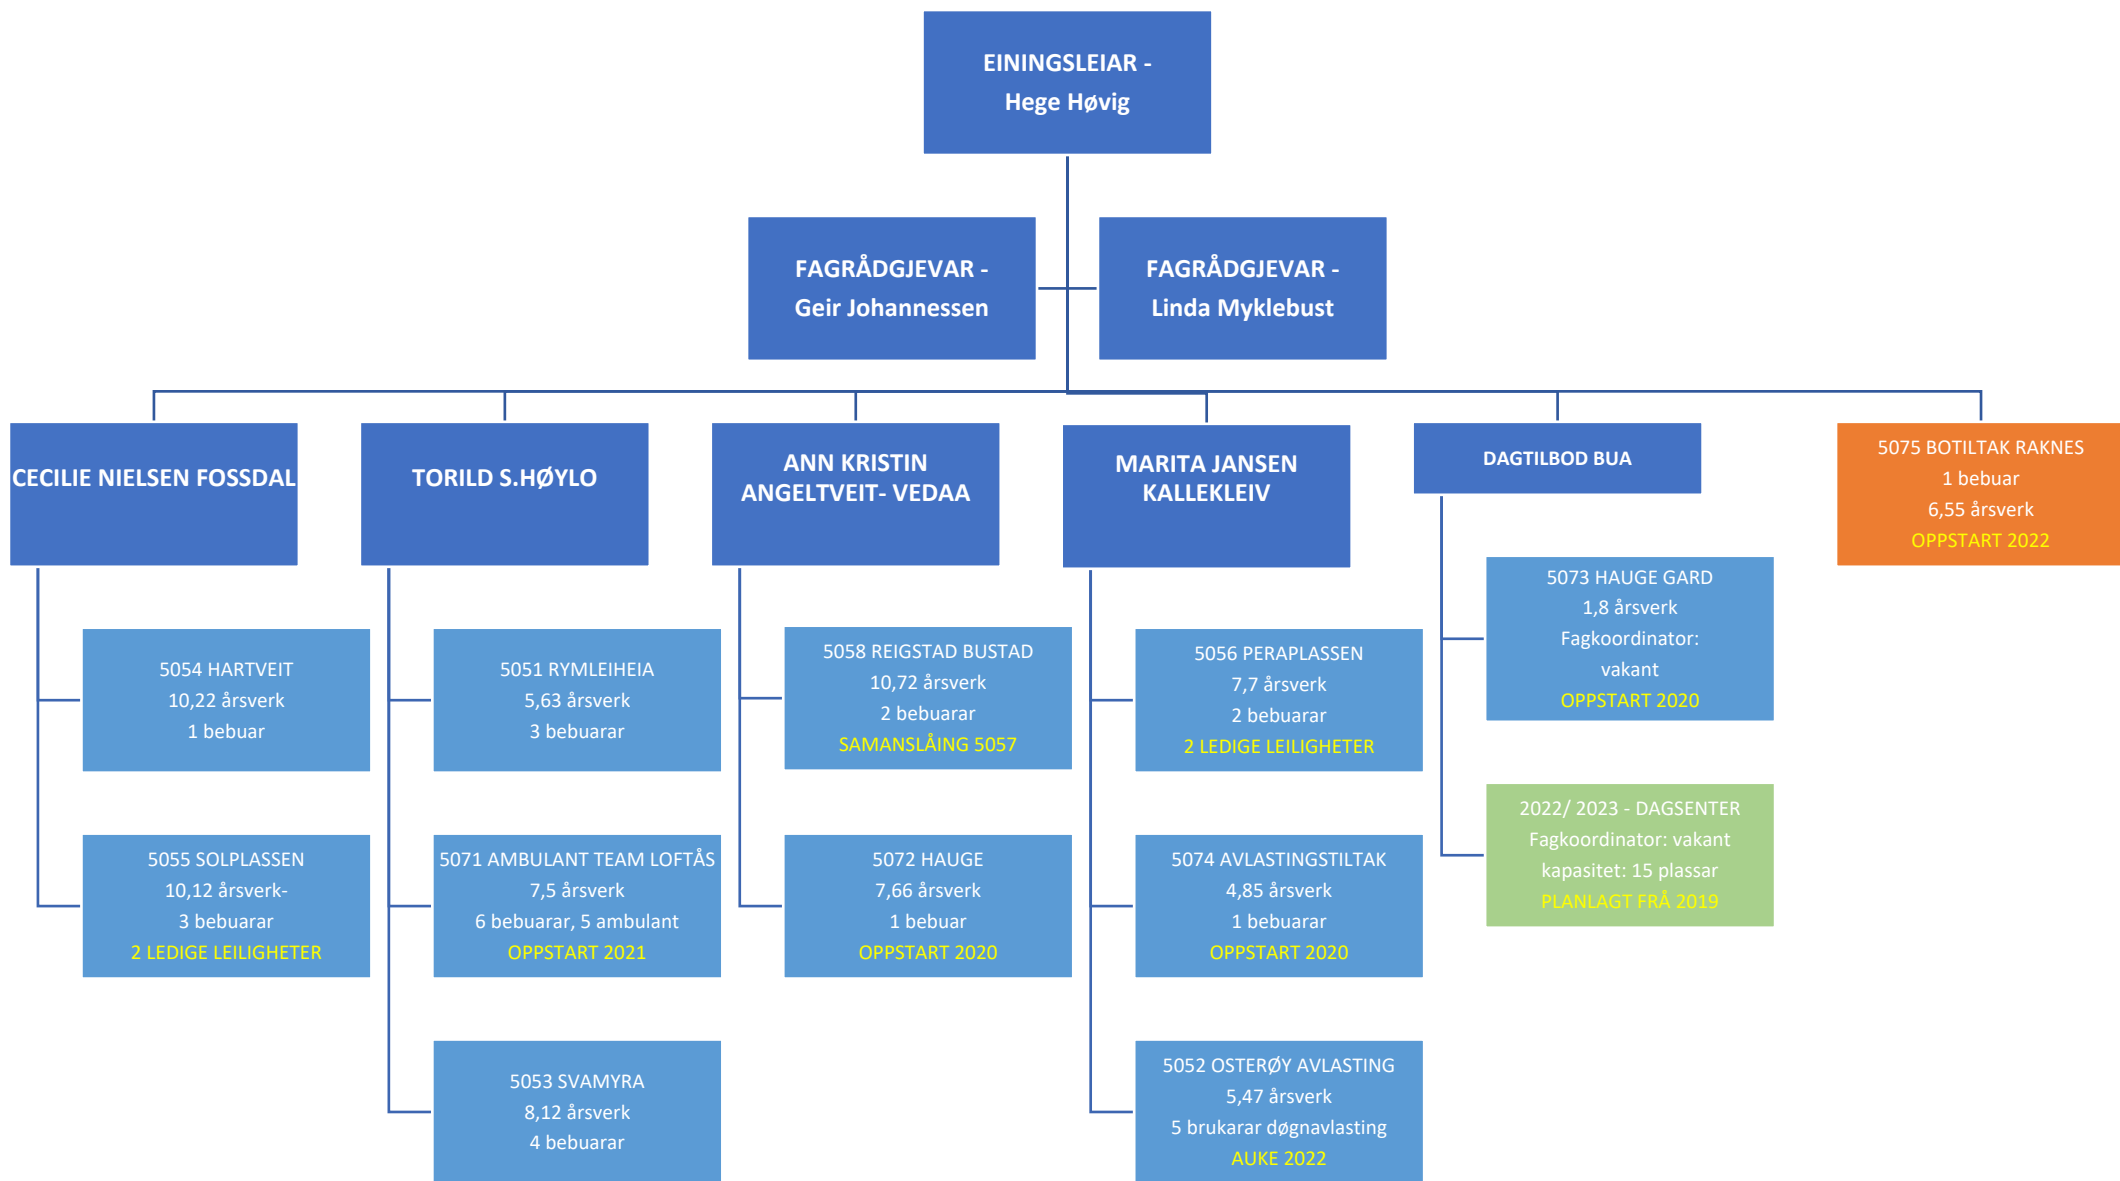 EININGSLEIAR -
Hege Høvig
FAGRÅDGJEVAR -
Geir Johannessen
FAGRÅDGJEVAR -
Linda Myklebust
CECILIE NIELSEN FOSSDAL
5054 HARTVEIT
10,22 årsverk
1 bebuar
5055 SOLPLASSEN
10,12 årsverk-
3 bebuarar
2 LEDIGE LEILIGHETER
TORILD S.HØYLO
5051 RYMLEIHEIA
5,63 årsverk
3 bebuarar
5071 AMBULANT TEAM LOFTÅS
7,5 årsverk
6 bebuarar, 5 ambulant
OPPSTART 2021
5053 SVAMYRA
8,12 årsverk
4 bebuarar
ANN KRISTIN
ANGELTVEIT- VEDAA
5058 REIGSTAD BUSTAD
10,72 årsverk
2 bebuarar
SAMANSLÅING 5057
5072 HAUGE
7,66 årsverk
1 bebuar
OPPSTART 2020
MARITA JANSEN
KALLEKLEIV
5056 PERAPLASSEN
7,7 årsverk
2 bebuarar
2 LEDIGE LEILIGHETER
5074 AVLASTINGSTILTAK
4,85 årsverk
1 bebuarar
OPPSTART 2020
5052 OSTERØY AVLASTING
5,47 årsverk
5 brukarar døgnavlasting
AUKE 2022
DAGTILBOD BUA
5073 HAUGE GARD
1,8 årsverk
Fagkoordinator:
vakant
OPPSTART 2020
2022/ 2023 - DAGSENTER
Fagkoordinator: vakant
kapasitet: 15 plassar
PLANLAGT FRÅ 2019
5075 BOTILTAK RAKNES
1 bebuar
6,55 årsverk
OPPSTART 2022